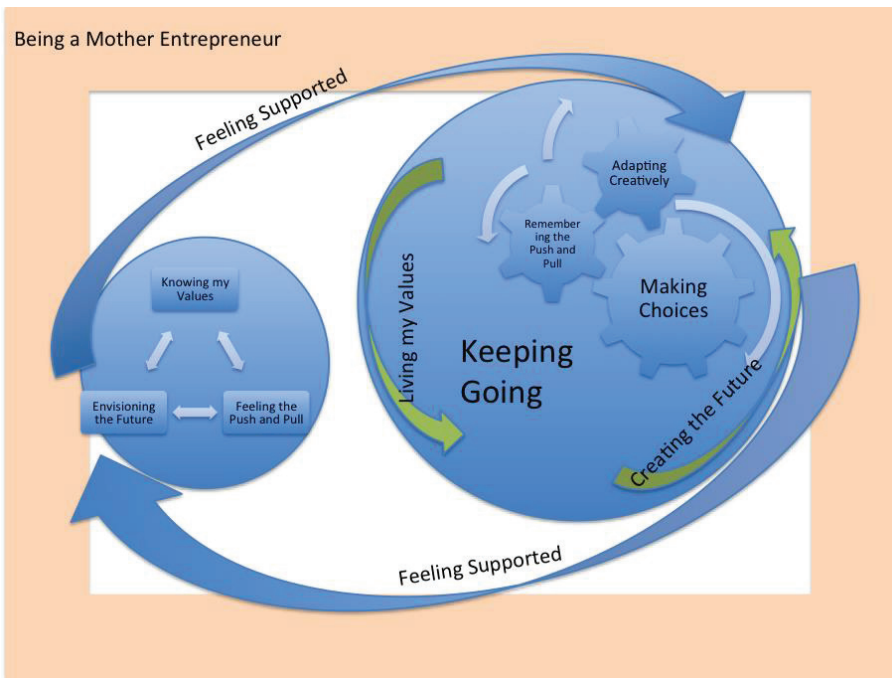 Being a Mother Entrepreneur
Feeling Supported
Knowing my
Values
Envisioning
the Future
Feeling the
Push and Pull
Adapting
Creatively
Remember
ing the
Push and
Pull
Making
Choices
Living my Values
Keeping
Going
Creating the Future
Feeling Supported